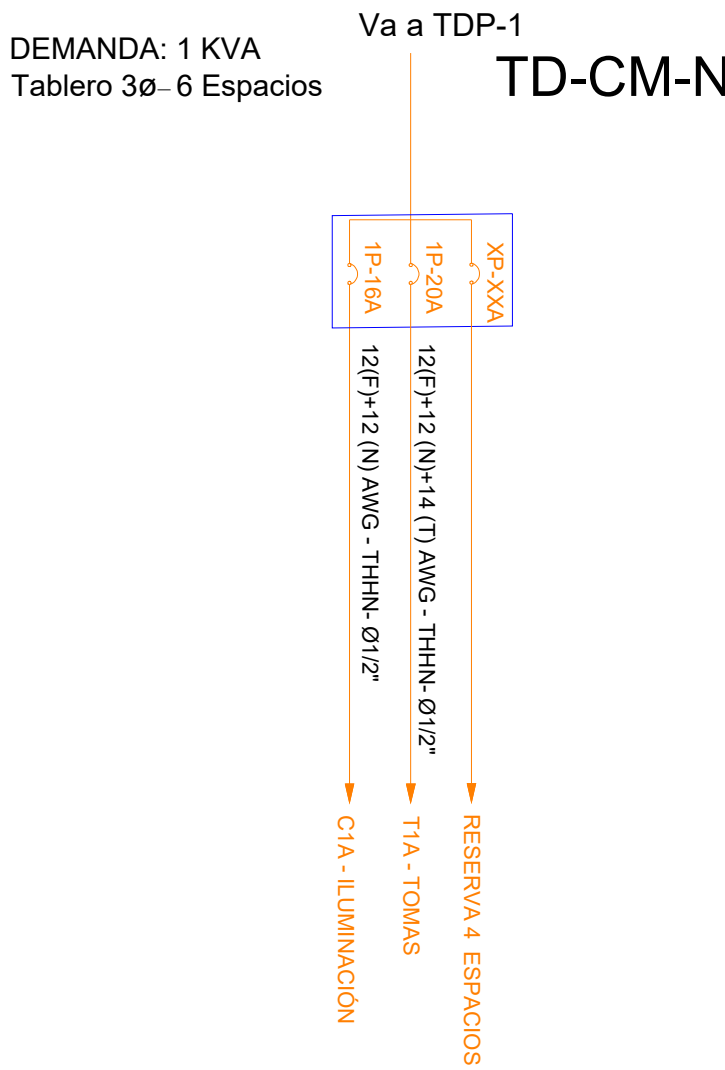 Va a TDP-1
DEMANDA: 1 KVA
Tablero 3ø– 6 Espacios
TD-CM-N
1P-16A
1P-20A
XP-XXA
12(F)+12 (N) AWG - THHN- Ø1/2"
12(F)+12 (N)+14 (T) AWG - THHN- Ø1/2"
C1A - ILUMINACIÓN
T1A - TOMAS
RESERVA 4 ESPACIOS